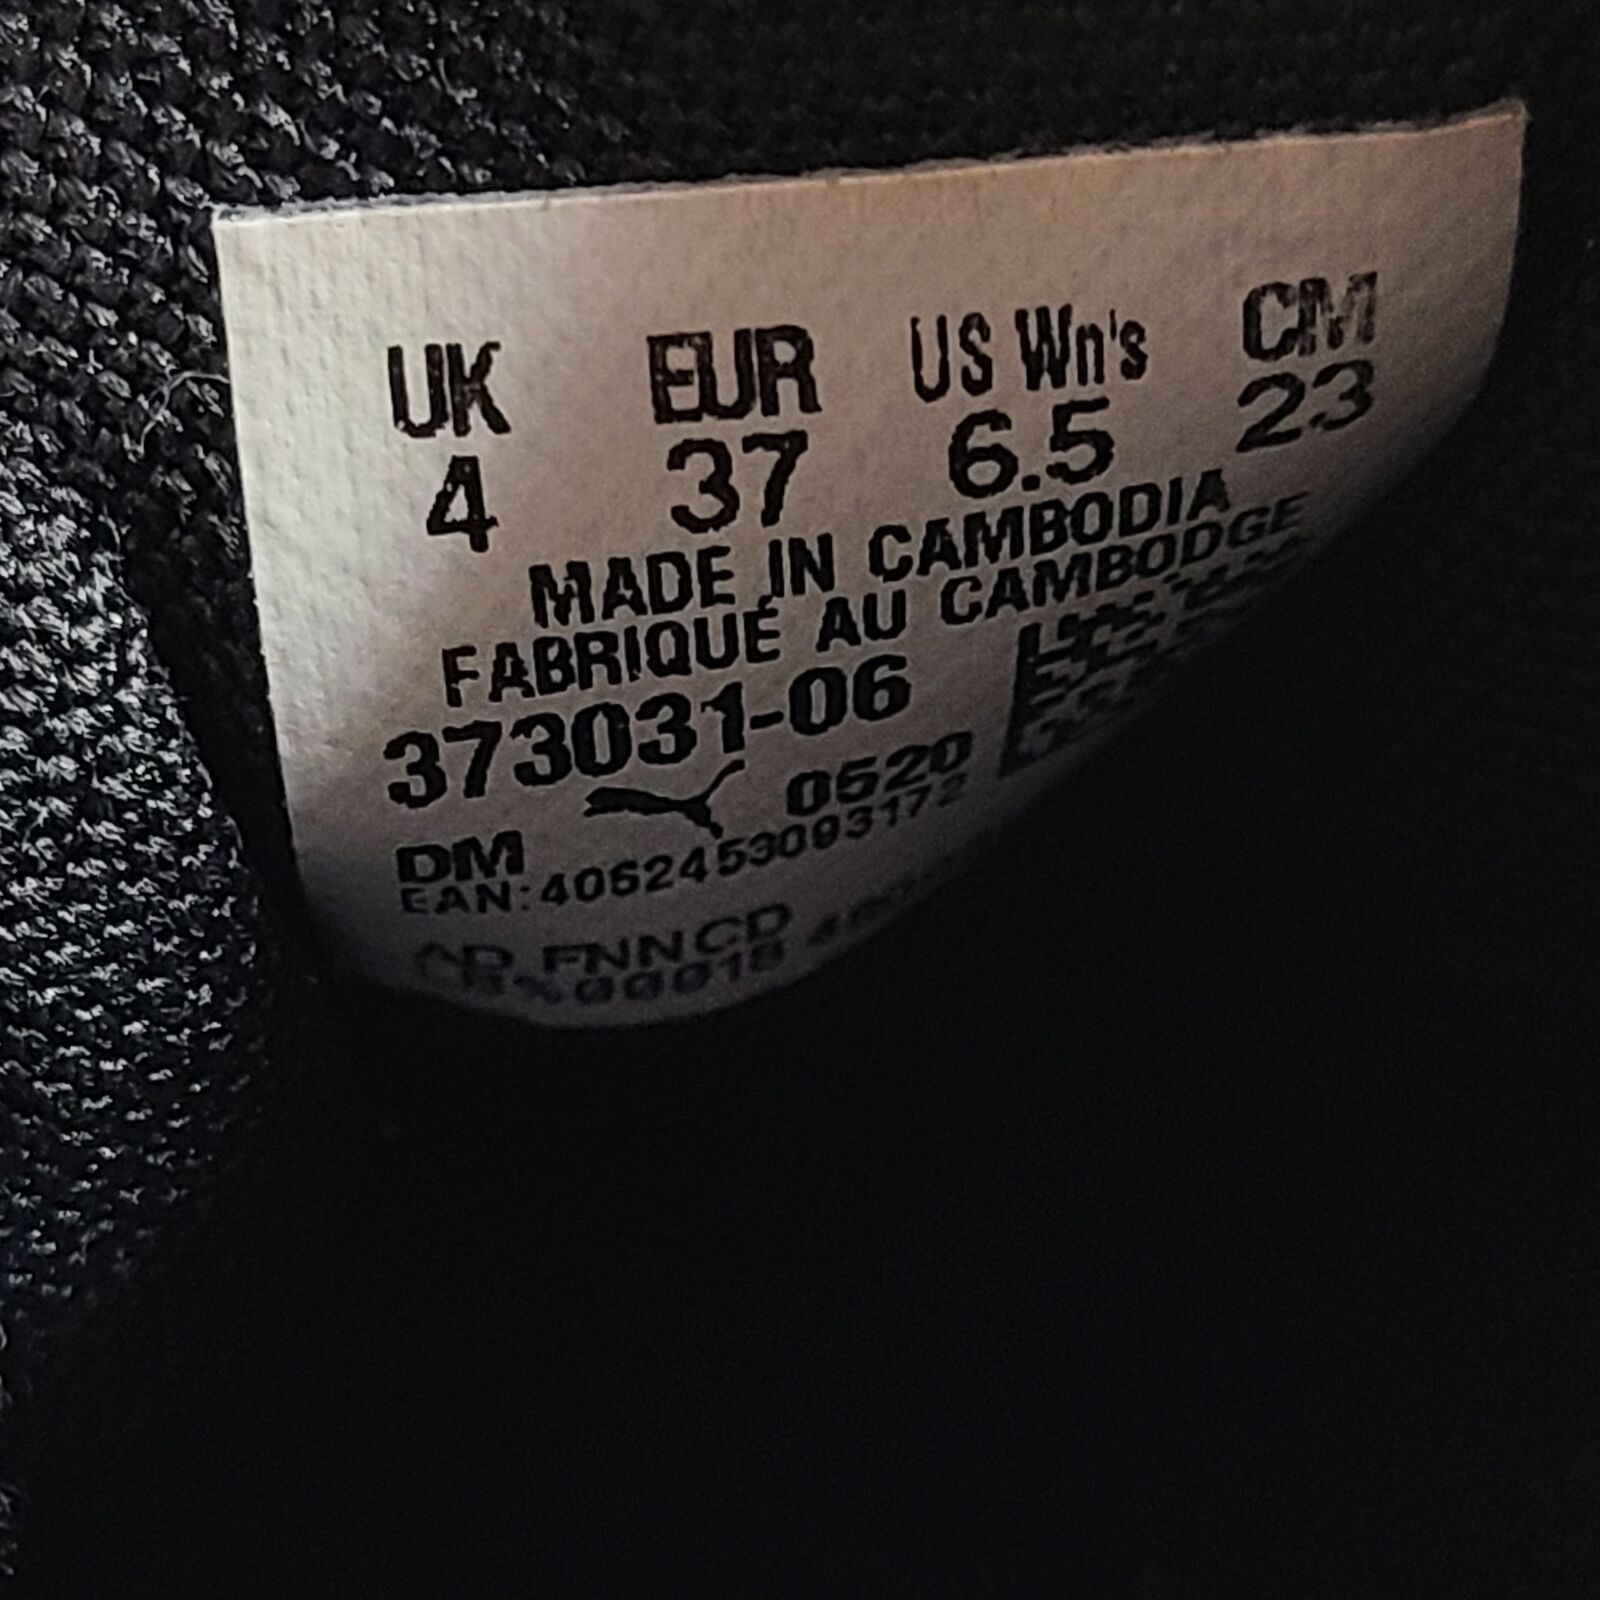 UK EUR US Wn's CM
4 37 6.5 23
MADE IN CAMBODIA
FABRIQUÉ AU CAMBODGE
373031-06
DM 0520
EAN:4062453093172
FNNCD